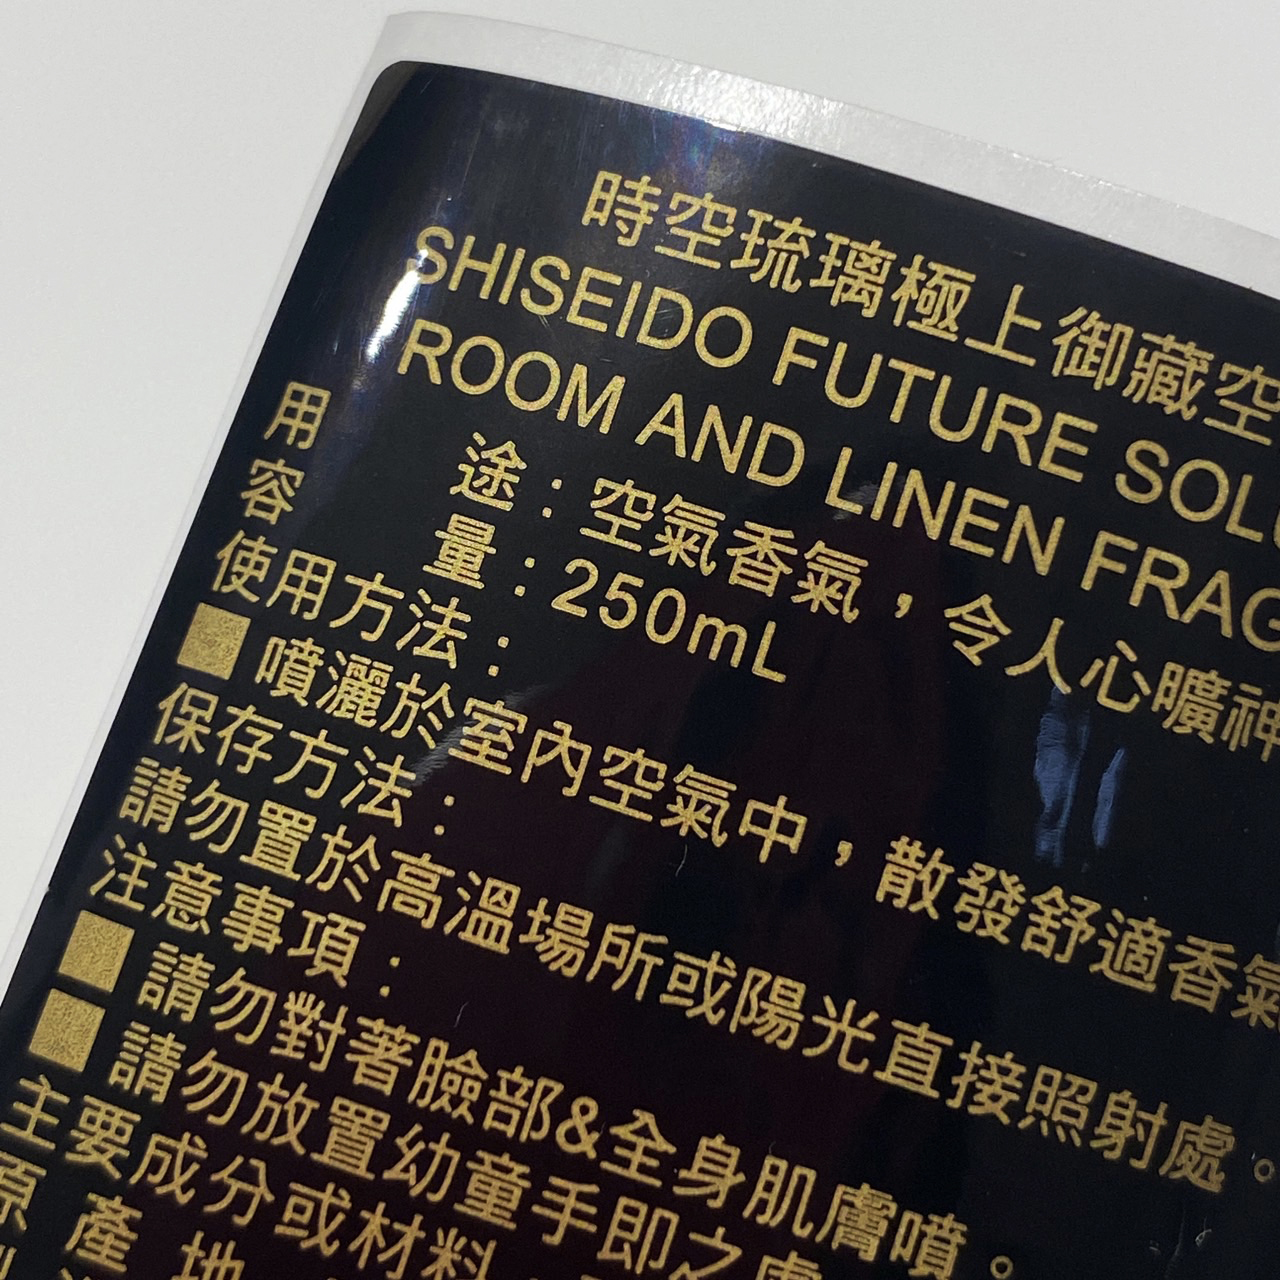 時空琉璃極上御藏空
SHISEIDO FUTURE SOLU
ROOM AND LINEN FRAG
用　　途：空氣香氛，令人心曠神
容　　量：250mL
使用方法：
■ 噴灑於室內空氣中，散發舒適香氛
保存方法：
請勿置於高溫場所或陽光直接照射處。
注意事項：
■ 請勿對著臉部&全身肌膚噴。
■ 請勿放置幼童手即之處
主要成分或材料：
原產地